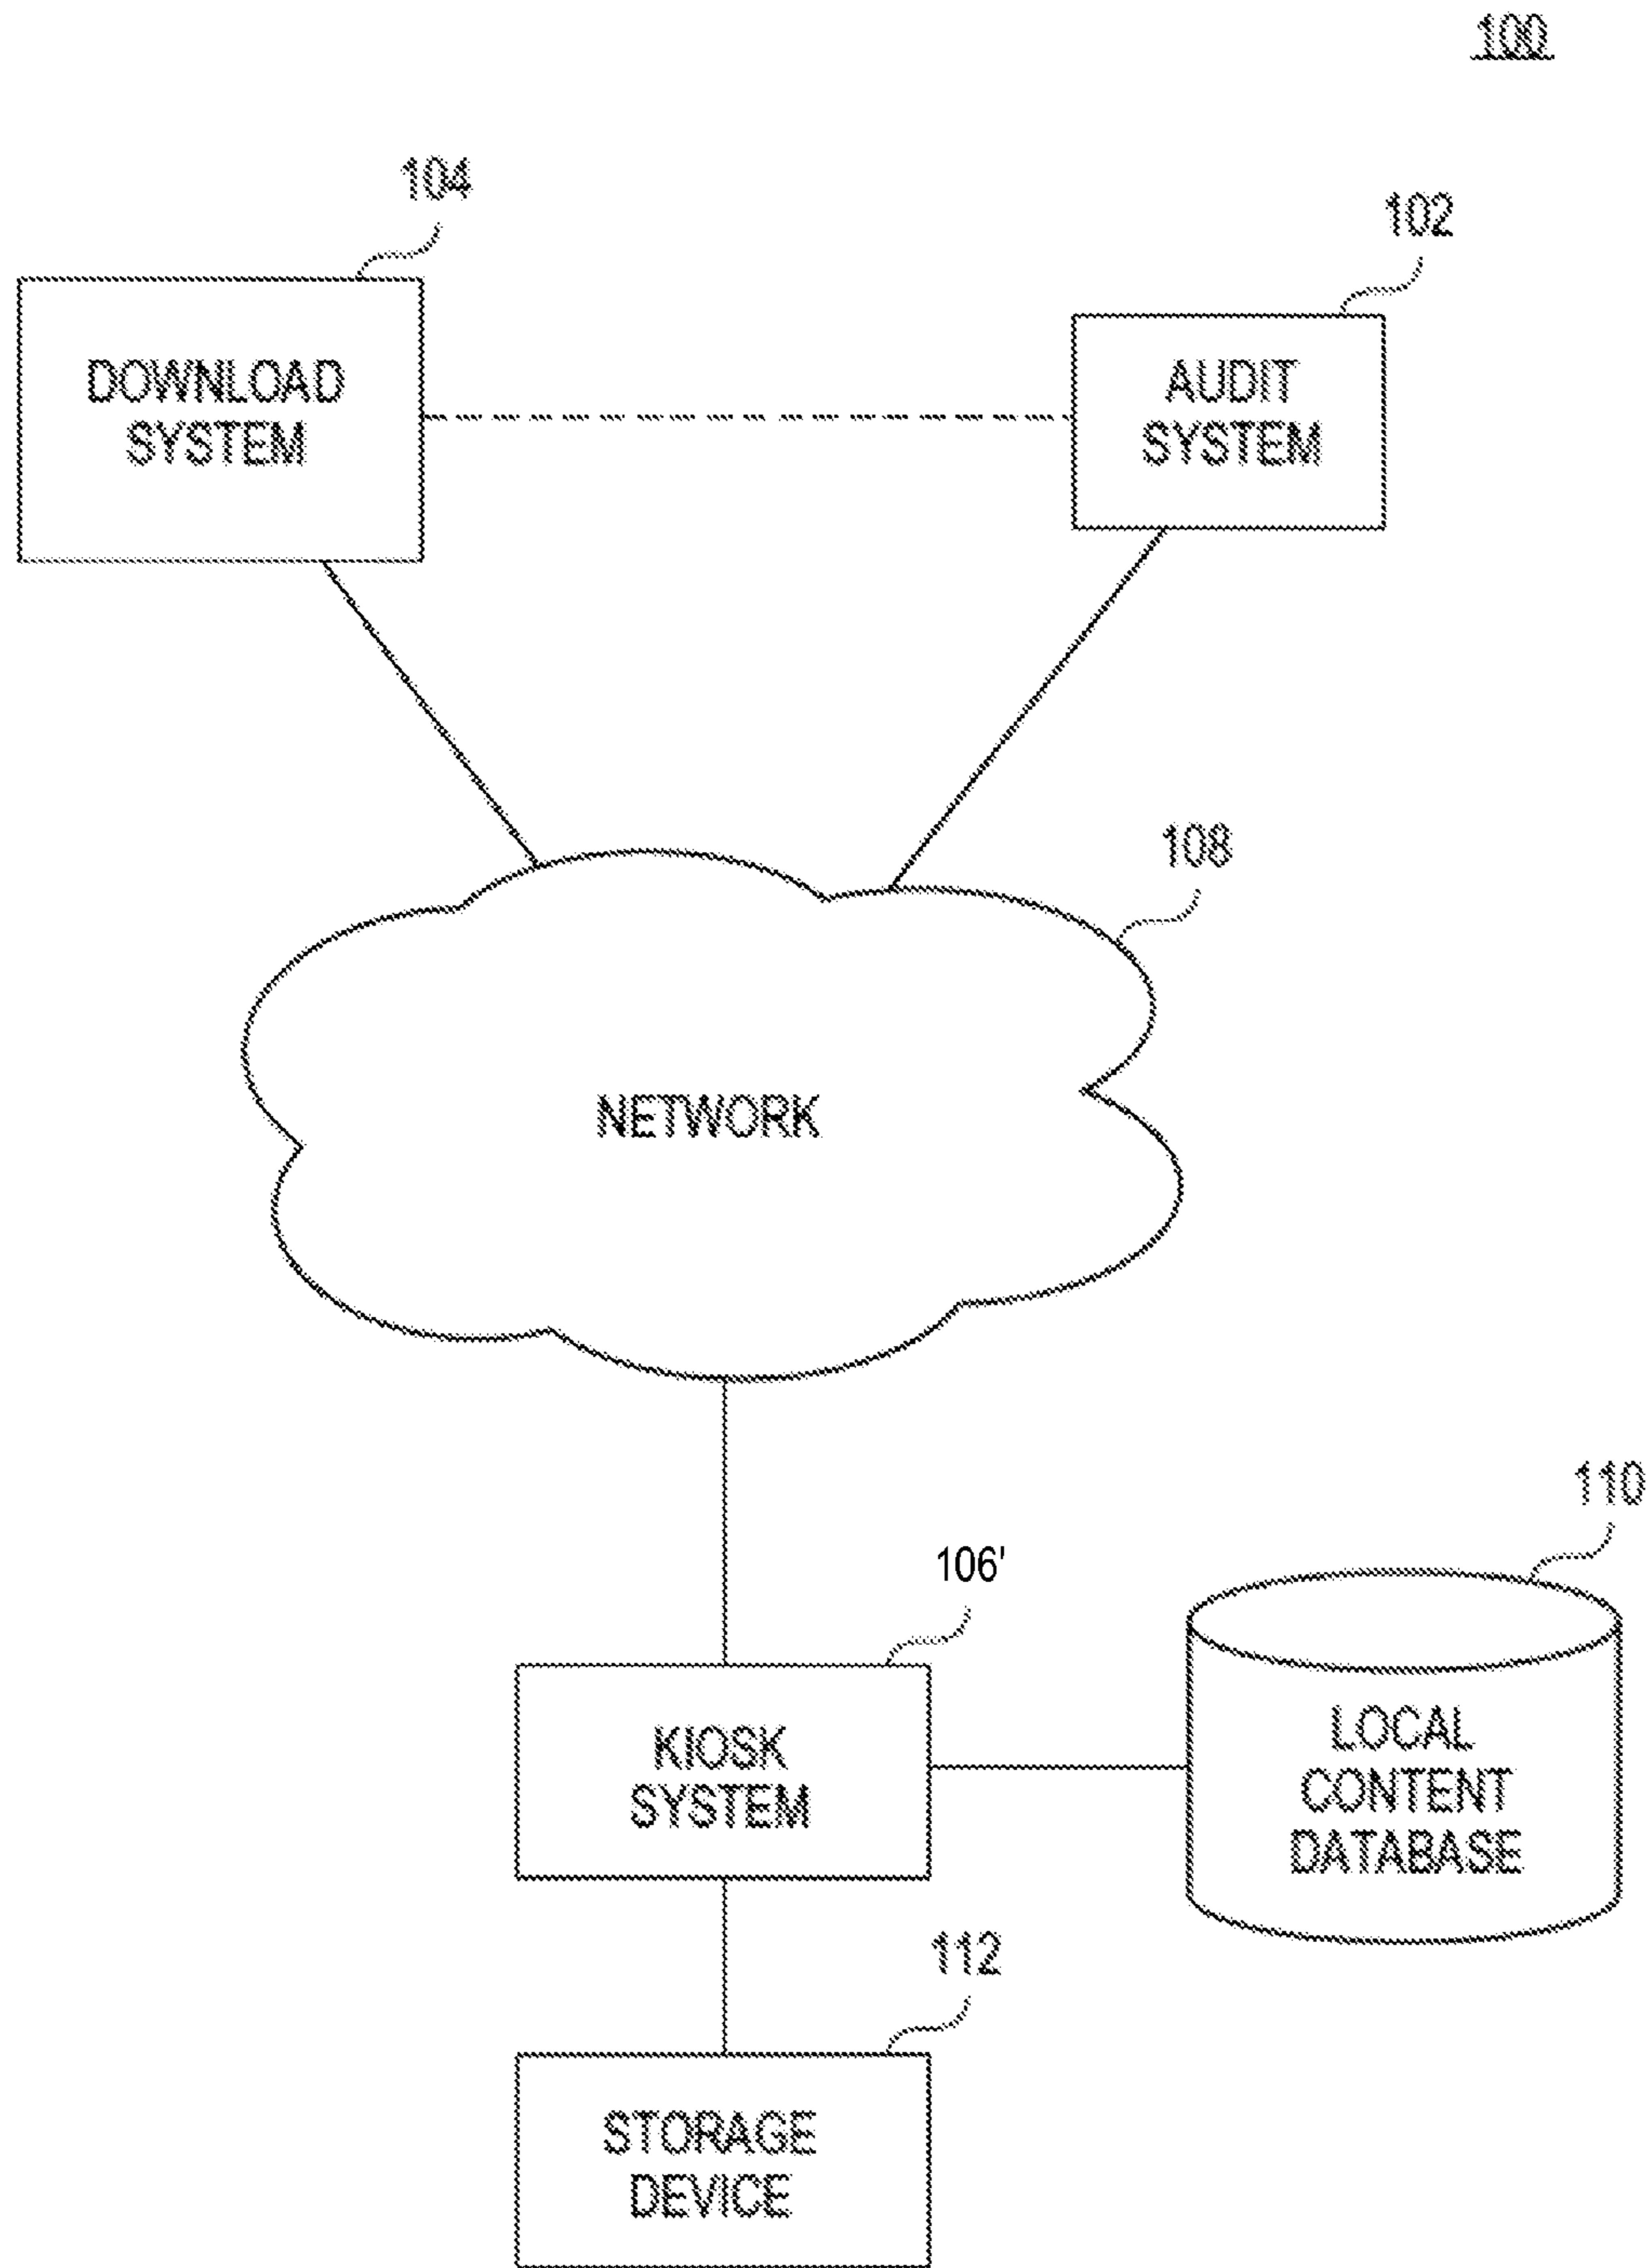 100
104
102
DOWNLOAD
SYSTEM
AUDIT
SYSTEM
108
NETWORK
110
106'
KIOSK
SYSTEM
LOCAL
CONTENT
DATABASE
112
STORAGE
DEVICE